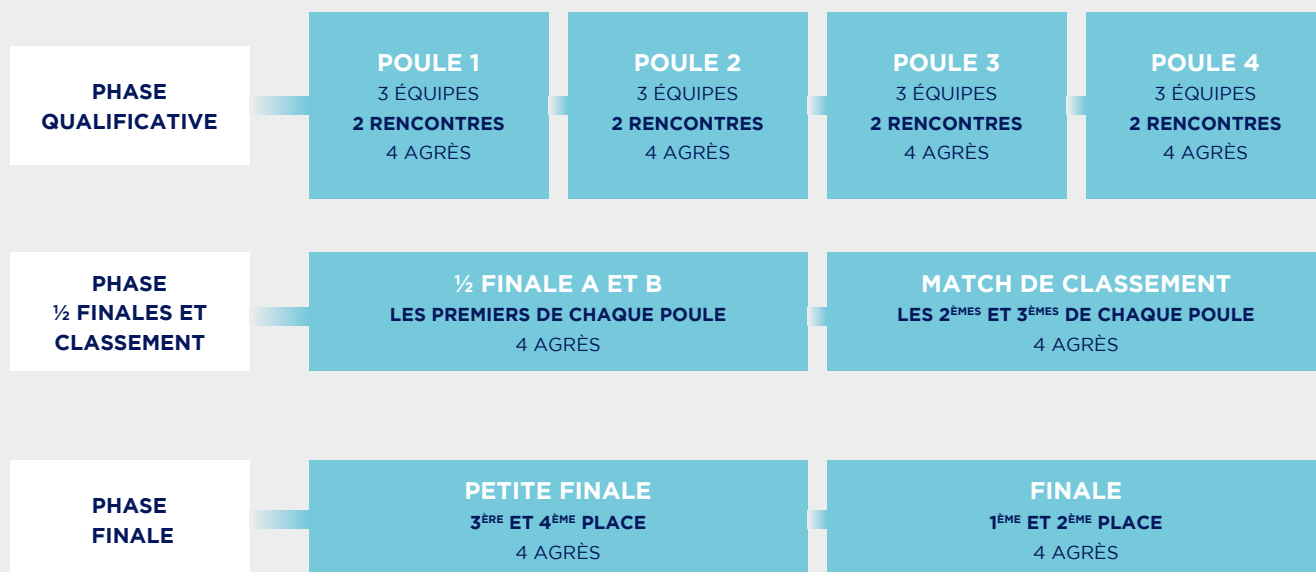 PHASE
QUALIFICATIVE
POULE 1
3 ÉQUIPES
2 RENCONTRES
4 AGRÈS
POULE 2
3 ÉQUIPES
2 RENCONTRES
4 AGRÈS
POULE 3
3 ÉQUIPES
2 RENCONTRES
4 AGRÈS
POULE 4
3 ÉQUIPES
2 RENCONTRES
4 AGRÈS
PHASE
½ FINALES ET
CLASSEMENT
½ FINALE A ET B
LES PREMIERS DE CHAQUE POULE
4 AGRÈS
MATCH DE CLASSEMENT
LES 2ÈMES ET 3ÈMES DE CHAQUE POULE
4 AGRÈS
PHASE
FINALE
PETITE FINALE
3ÈRE ET 4ÈME PLACE
4 AGRÈS
FINALE
1ÈME ET 2ÈME PLACE
4 AGRÈS